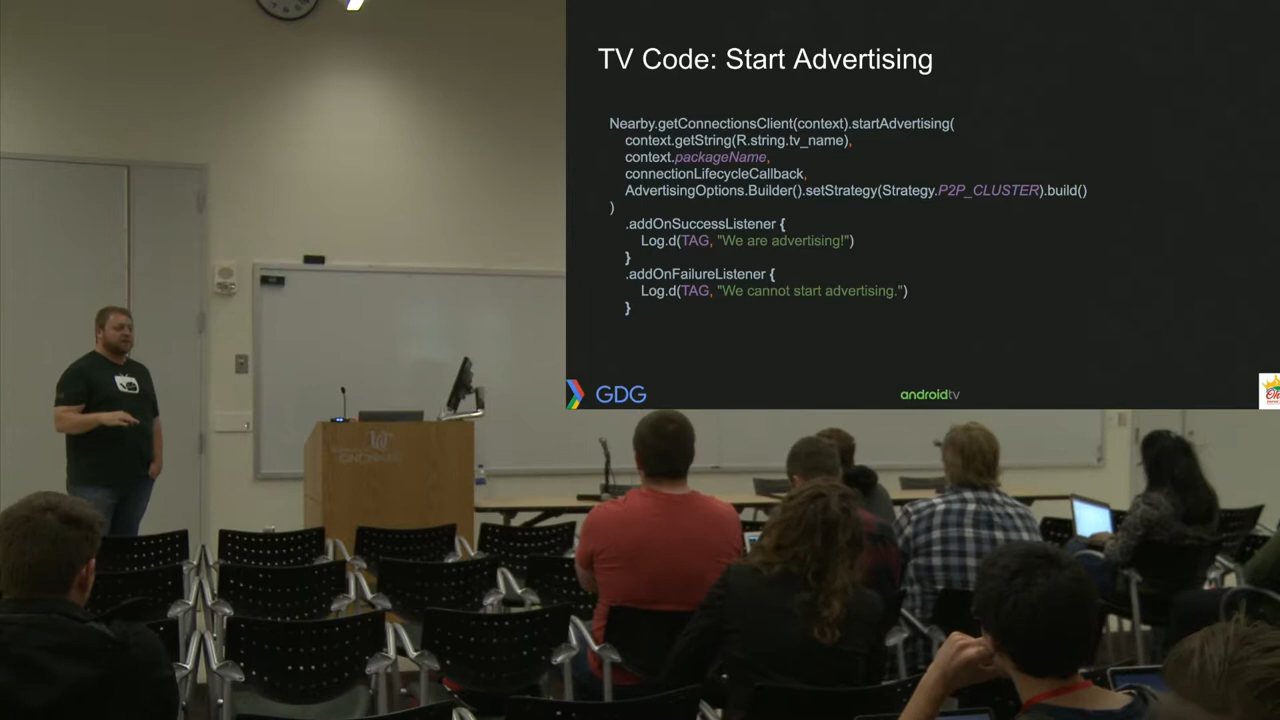 TV Code: Start Advertising
Nearby.getConnectionsClient(context).startAdvertising(
context.getString(R.string.tv_name),
context.packageName,
connectionLifecycleCallback,
AdvertisingOptions.Builder().setStrategy(Strategy.P2P_CLUSTER).build()
)
.addOnSuccessListener {
Log.d(TAG, "We are advertising!")
}
.addOnFailureListener {
Log.d(TAG, "We cannot start advertising.")
}
GDG
androidtv
CINCINNATI